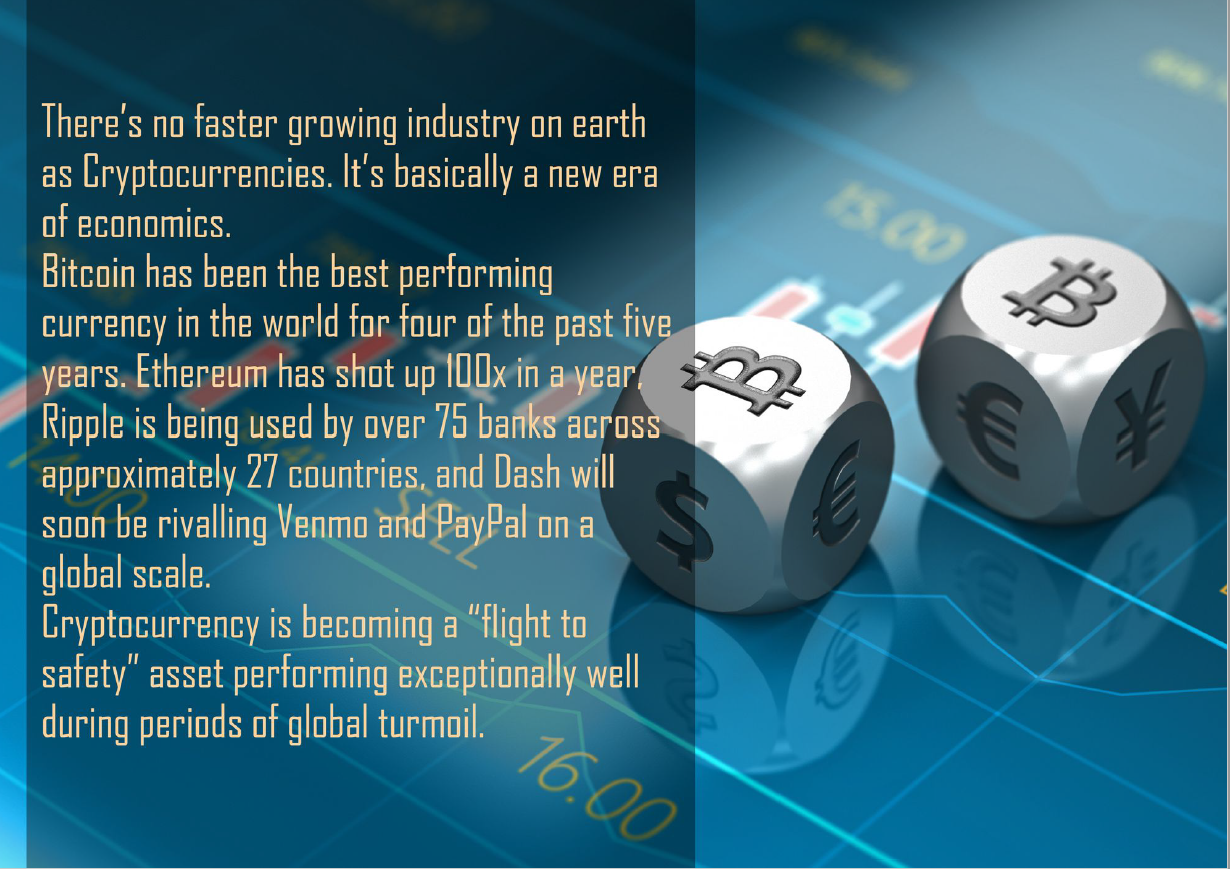 There's no faster growing industry on earth
as Cryptocurrencies. It's basically a new era
of economics.
Bitcoin has been the best performing
currency in the world for four of the past five
years. Ethereum has shot up 100x in a year,
Ripple is being used by over 75 banks across
approximately 27 countries, and Dash will
soon be rivalling Venmo and PayPal on a
global scale.
Cryptocurrency is becoming a “flight to
safety” asset performing exceptionally well
during periods of global turmoil.
15.00
14.00
SELL
16.00
$
€
€
¥